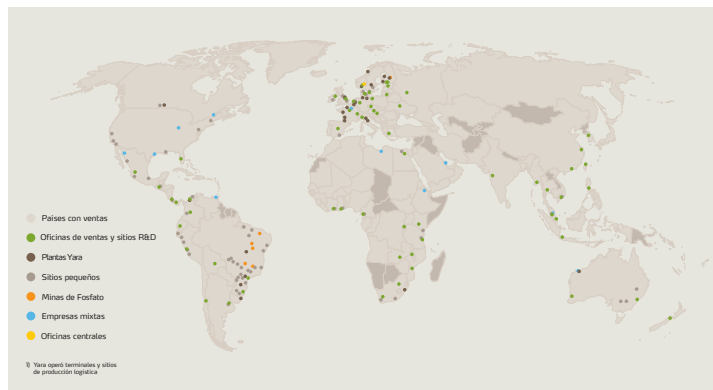 Países con ventas
Oficinas de ventas y sitios R&D
Plantas Yara
Sitios pequeños
Minas de Fosfato
Empresas mixtas
Oficinas centrales
1) Yara operó terminales y sitios
de producción logística